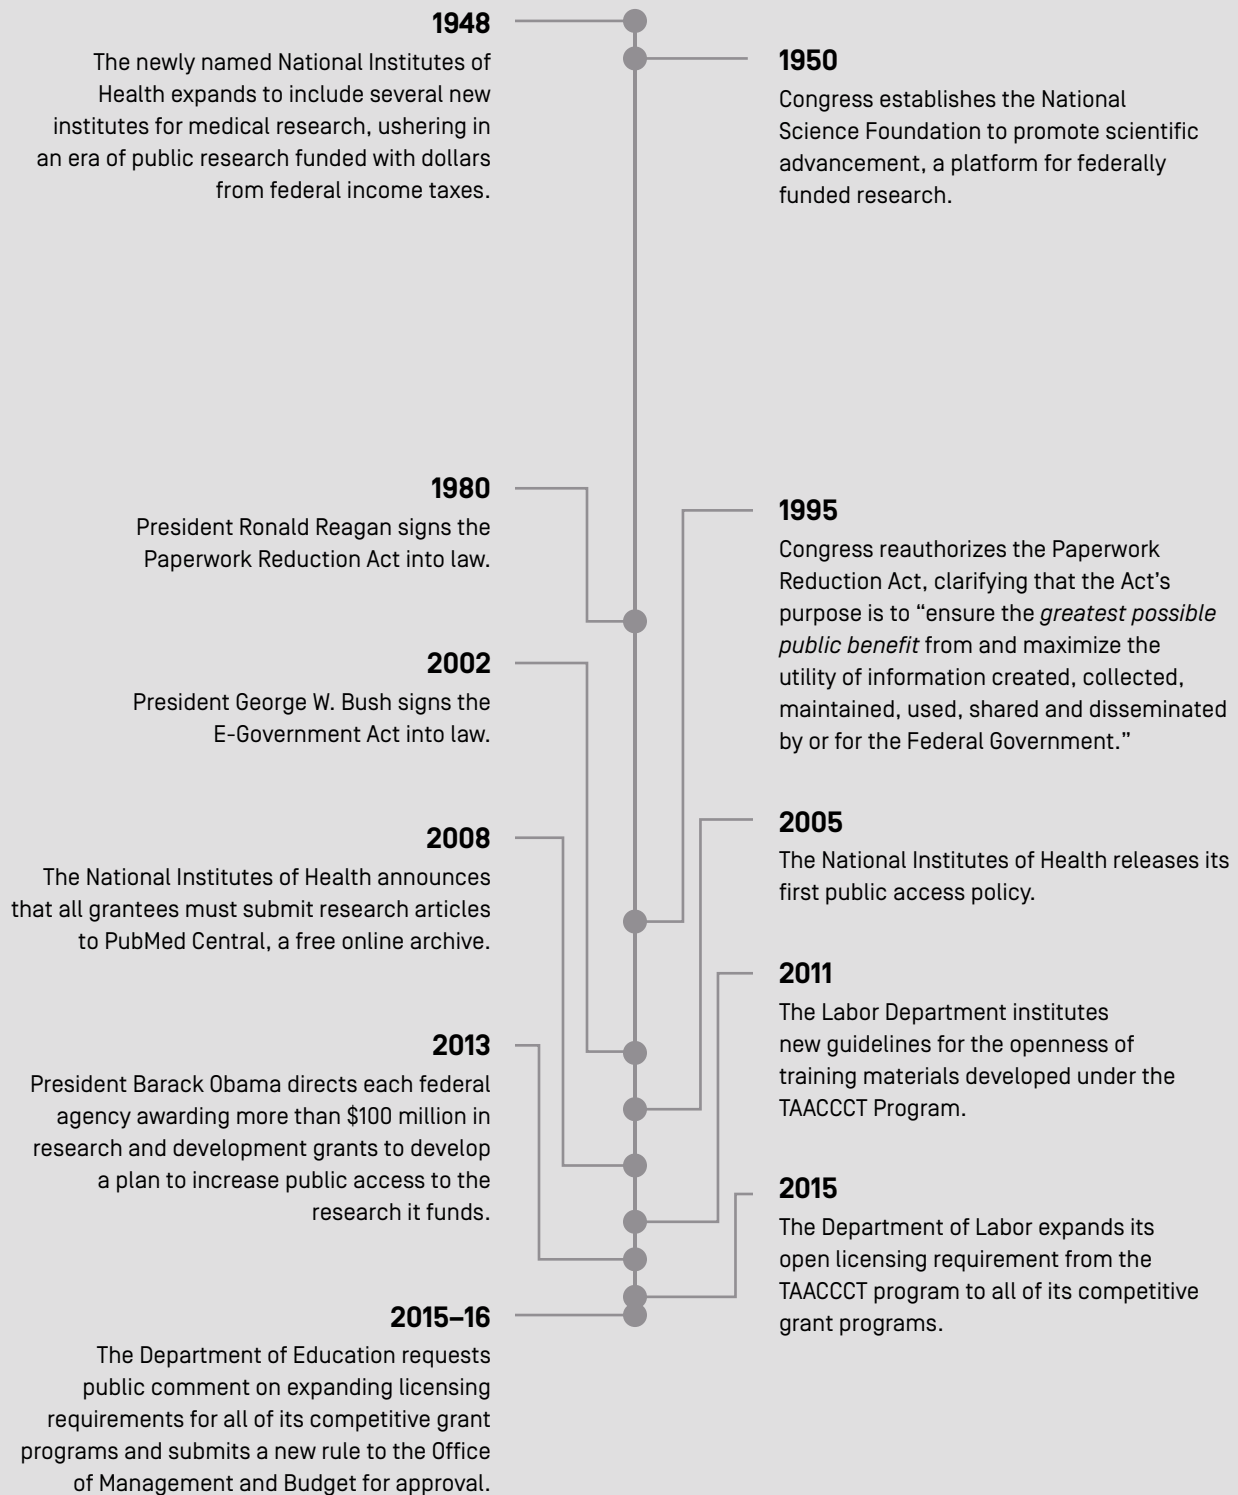 1948
The newly named National Institutes of
Health expands to include several new
institutes for medical research, ushering in
an era of public research funded with dollars
from federal income taxes.
1950
Congress establishes the National
Science Foundation to promote scientific
advancement, a platform for federally
funded research.
1980
President Ronald Reagan signs the
Paperwork Reduction Act into law.
1995
Congress reauthorizes the Paperwork
Reduction Act, clarifying that the Act’s
purpose is to “ensure the greatest possible
public benefit from and maximize the
utility of information created, collected,
maintained, used, shared and disseminated
by or for the Federal Government.”
2002
President George W. Bush signs the
E-Government Act into law.
2005
The National Institutes of Health releases its
first public access policy.
2008
The National Institutes of Health announces
that all grantees must submit research articles
to PubMed Central, a free online archive.
2011
The Labor Department institutes
new guidelines for the openness of
training materials developed under the
TAACCCT Program.
2013
President Barack Obama directs each federal
agency awarding more than $100 million in
research and development grants to develop
a plan to increase public access to the
research it funds.
2015
The Department of Labor expands its
open licensing requirement from the
TAACCCT program to all of its competitive
grant programs.
2015–16
The Department of Education requests
public comment on expanding licensing
requirements for all of its competitive grant
programs and submits a new rule to the Office
of Management and Budget for approval.